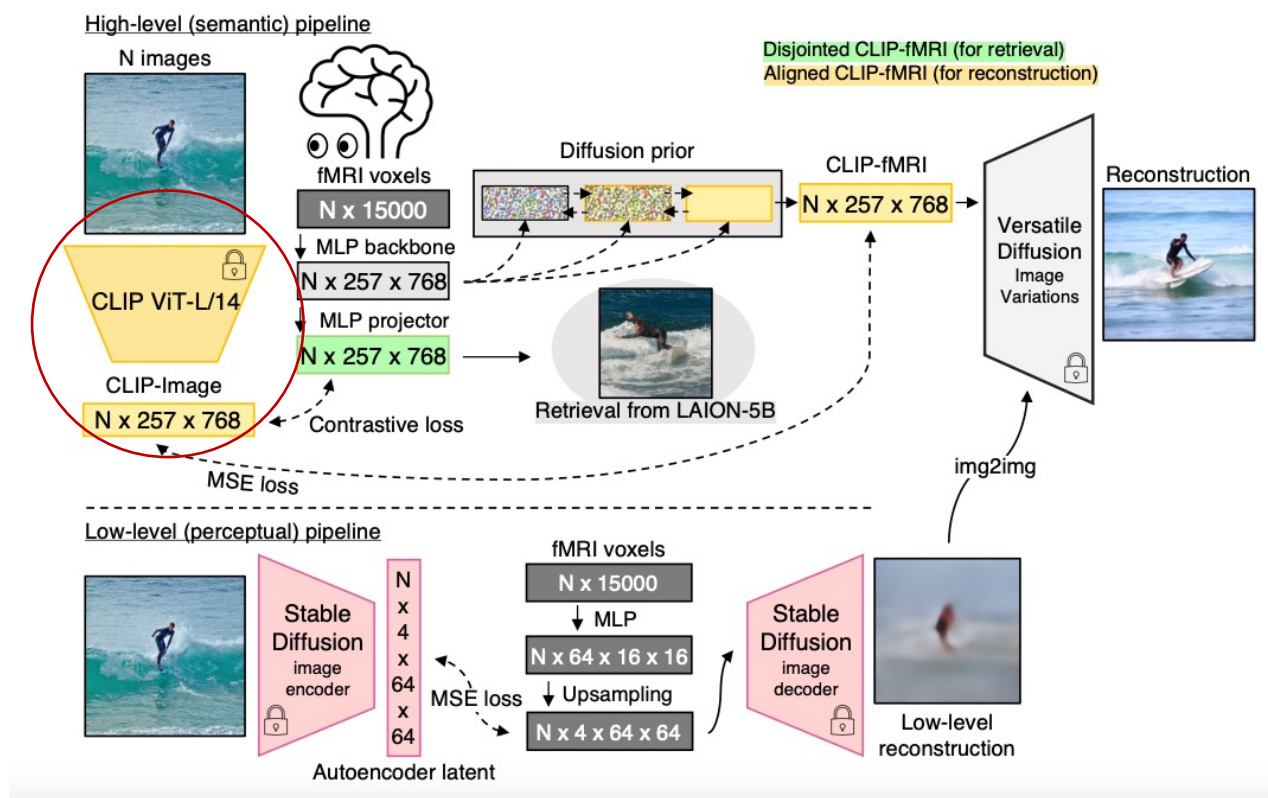 High-level (semantic) pipeline
N images
Disjointed CLIP-fMRI (for retrieval)
Aligned CLIP-fMRI (for reconstruction)
fMRI voxels
N x 15000
MLP backbone
N x 257 x 768
MLP projector
N x 257 x 768
CLIP ViT-L/14
CLIP-Image
N x 257 x 768
Contrastive loss
MSE loss
Diffusion prior
CLIP-fMRI
N x 257 x 768
Retrieval from LAION-5B
Versatile
Diffusion
Image
Variations
Reconstruction
img2img
Low-level (perceptual) pipeline
Stable
Diffusion
image
encoder
N
x
4
x
64
x
64
Autoencoder latent
MSE loss
fMRI voxels
N x 15000
MLP
N x 64 x 16 x 16
Upsampling
N x 4 x 64 x 64
Stable
Diffusion
image
decoder
Low-level
reconstruction